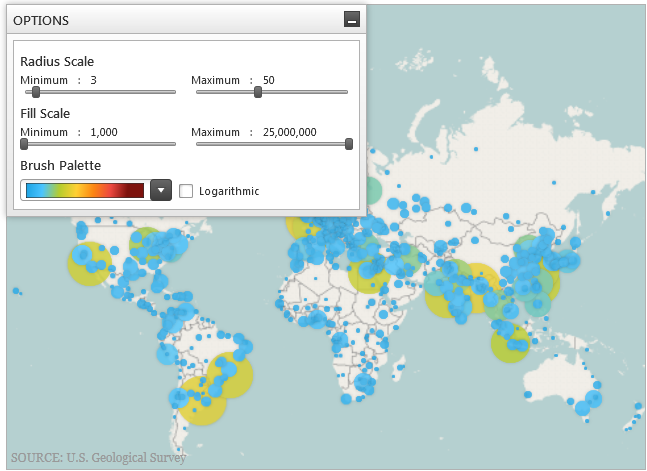 OPTIONS
Radius Scale
Minimum : 3 Maximum : 50
Fill Scale
Minimum : 1,000 Maximum : 25,000,000
Brush Palette
Logarithmic
SOURCE: U.S. Geological Survey